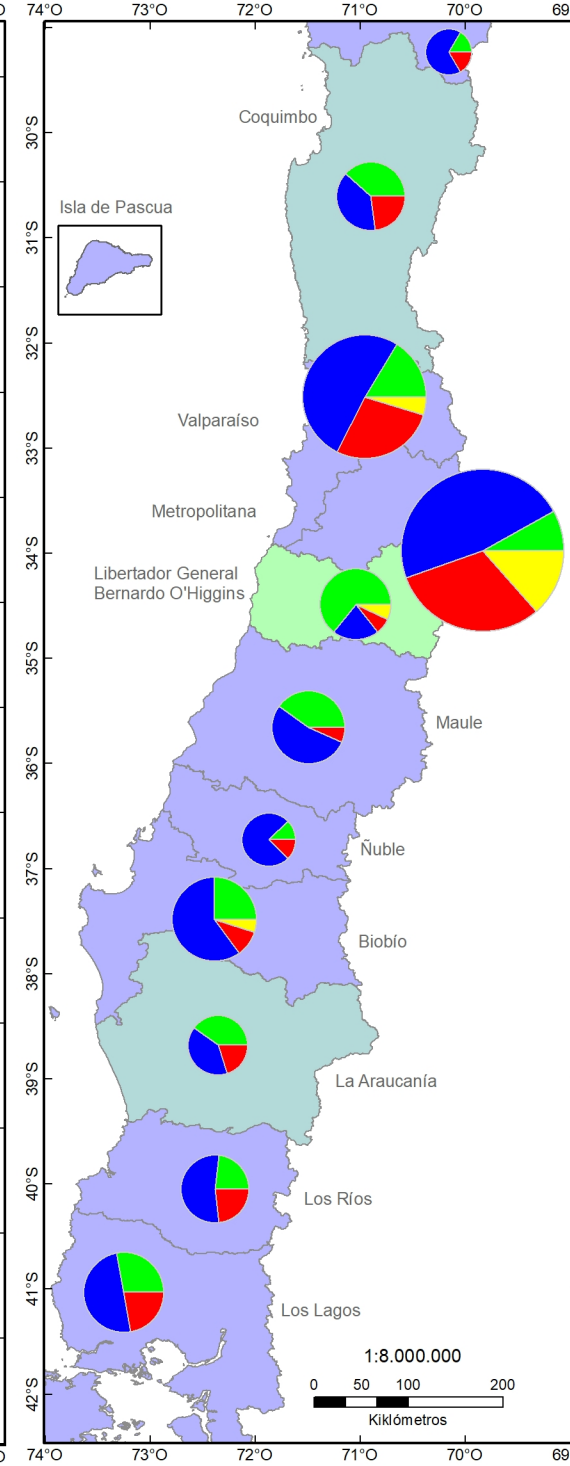 74°O 73°O 72°O 71°O 70°O 69
Coquimbo
30°S
Isla de Pascua
31°S
32°S
Valparaíso
33°S
Metropolitana
34°S
Libertador General
Bernardo O'Higgins
35°S
Maule
36°S
Ñuble
37°S
Biobío
38°S
La Araucanía
39°S
Los Ríos
40°S
41°S
Los Lagos
1:8.000.000
0 50 100 200
Kiklómetros
42°S
74°O 73°O 72°O 71°O 70°O 69